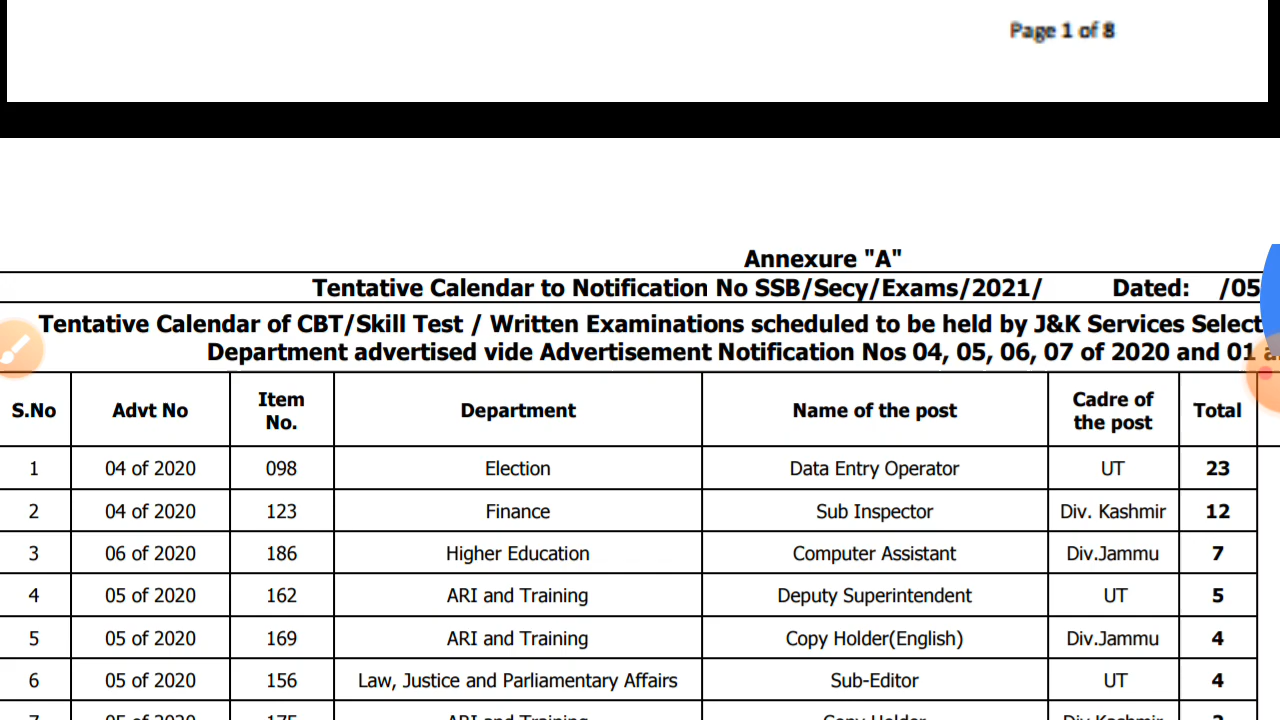 Page 1 of 8
Annexure "A"
Tentative Calendar to Notification No SSB/Secy/Exams/2021/ Dated: /05
Tentative Calendar of CBT/Skill Test / Written Examinations scheduled to be held by J&K Services Select
Department advertised vide Advertisement Notification Nos 04, 05, 06, 07 of 2020 and 01
S.No Advt No Item No. Department Name of the post Cadre of the post Total
1 04 of 2020 098 Election Data Entry Operator UT 23
2 04 of 2020 123 Finance Sub Inspector Div. Kashmir 12
3 06 of 2020 186 Higher Education Computer Assistant Div.Jammu 7
4 05 of 2020 162 ARI and Training Deputy Superintendent UT 5
5 05 of 2020 169 ARI and Training Copy Holder(English) Div.Jammu 4
6 05 of 2020 156 Law, Justice and Parliamentary Affairs Sub-Editor UT 4
05 of 2020 175 ARI and Training Copy Holder Div.Kashmir